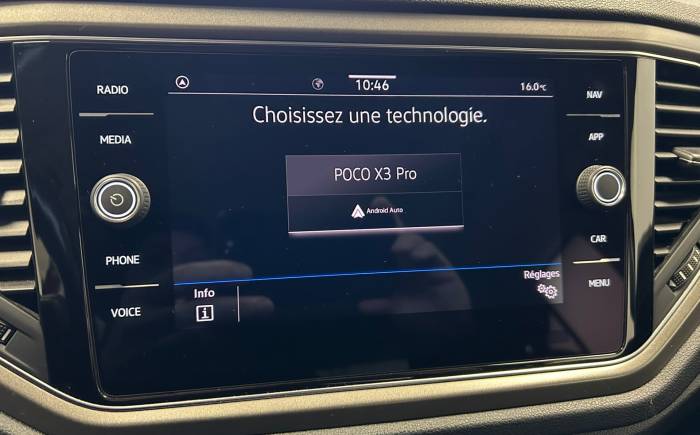 RADIO
MEDIA
PHONE
VOICE
10:46
16.0°C
Choisissez une technologie.
POCO X3 Pro
Android Auto
Info
i
Réglages
NAV
APP
CAR
MENU